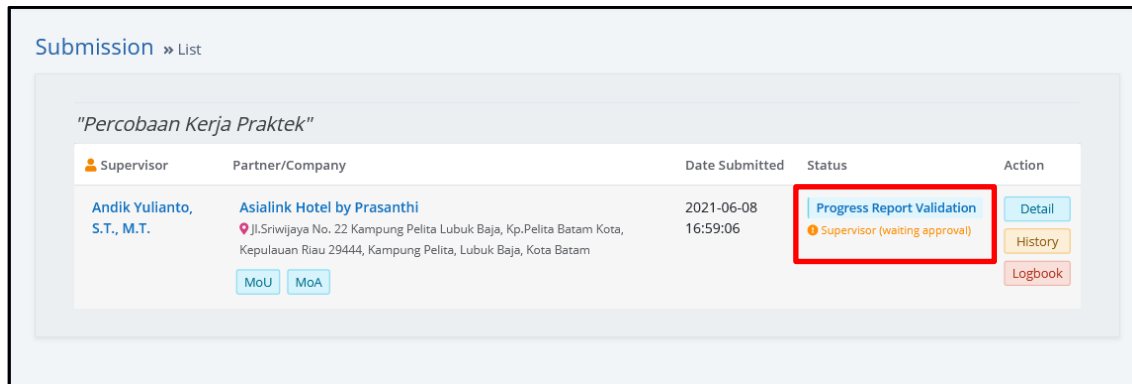 Submission » List
"Percobaan Kerja Praktek"
Supervisor Partner/Company Date Submitted Status Action
Andik Yulianto, S.T., M.T.
Asialink Hotel by Prasanthi
Jl.Sriwijaya No. 22 Kampung Pelita Lubuk Baja, Kp.Pelita Batam Kota,
Kepulauan Riau 29444, Kampung Pelita, Lubuk Baja, Kota Batam
MoU MoA
2021-06-08
16:59:06
Progress Report Validation
Supervisor (waiting approval)
Detail
History
Logbook